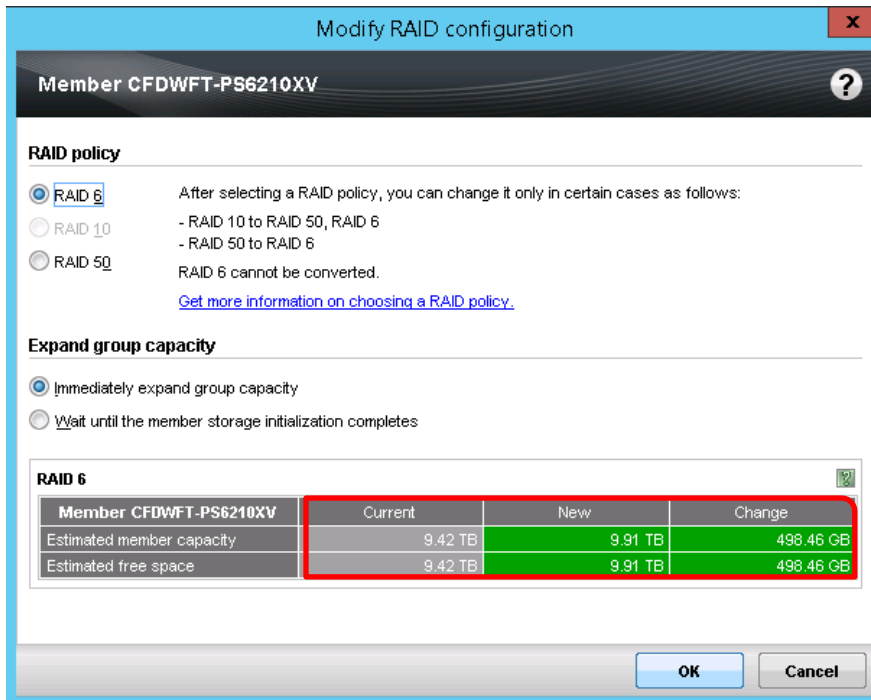 Modify RAID configuration
x
Member CFDWFT-PS6210XV
?
RAID policy
RAID 6
After selecting a RAID policy, you can change it only in certain cases as follows:
RAID 10
- RAID 10 to RAID 50, RAID 6
- RAID 50 to RAID 6
RAID 50
RAID 6 cannot be converted.
Get more information on choosing a RAID policy.
Expand group capacity
Immediately expand group capacity
Wait until the member storage initialization completes
RAID 6
?
Member CFDWFT-PS6210XV Current New Change
Estimated member capacity 9.42 TB 9.91 TB 498.46 GB
Estimated free space 9.42 TB 9.91 TB 498.46 GB
OK Cancel